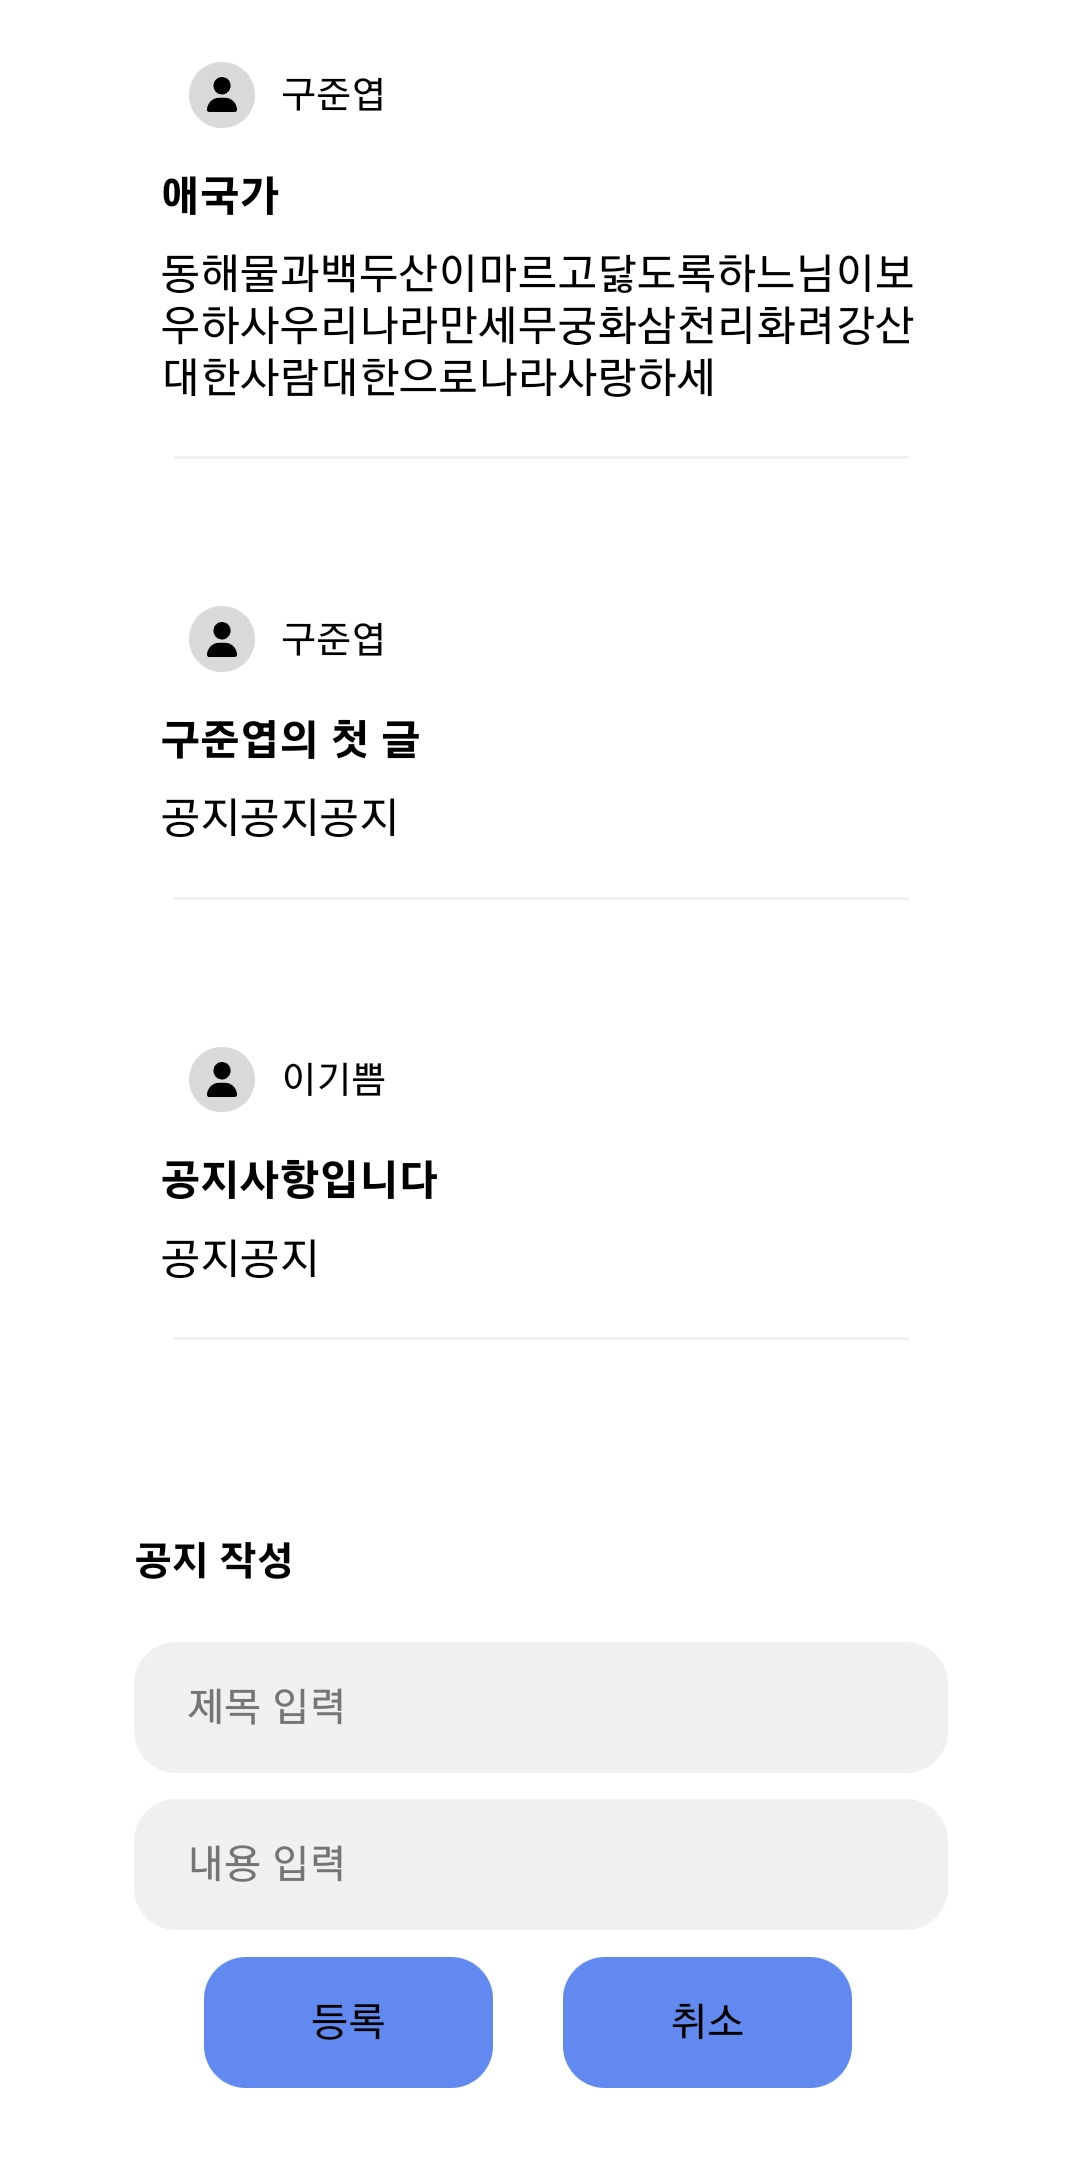 구준엽
애국가
동해물과백두산이마르고닳도록하느님이보
우하사우리나라만세무궁화삼천리화려강산
대한사람대한으로나라사랑하세
구준엽
구준엽의 첫 글
공지공지공지
이기쁨
공지사항입니다
공지공지
공지 작성
제목 입력
내용 입력
등록 취소